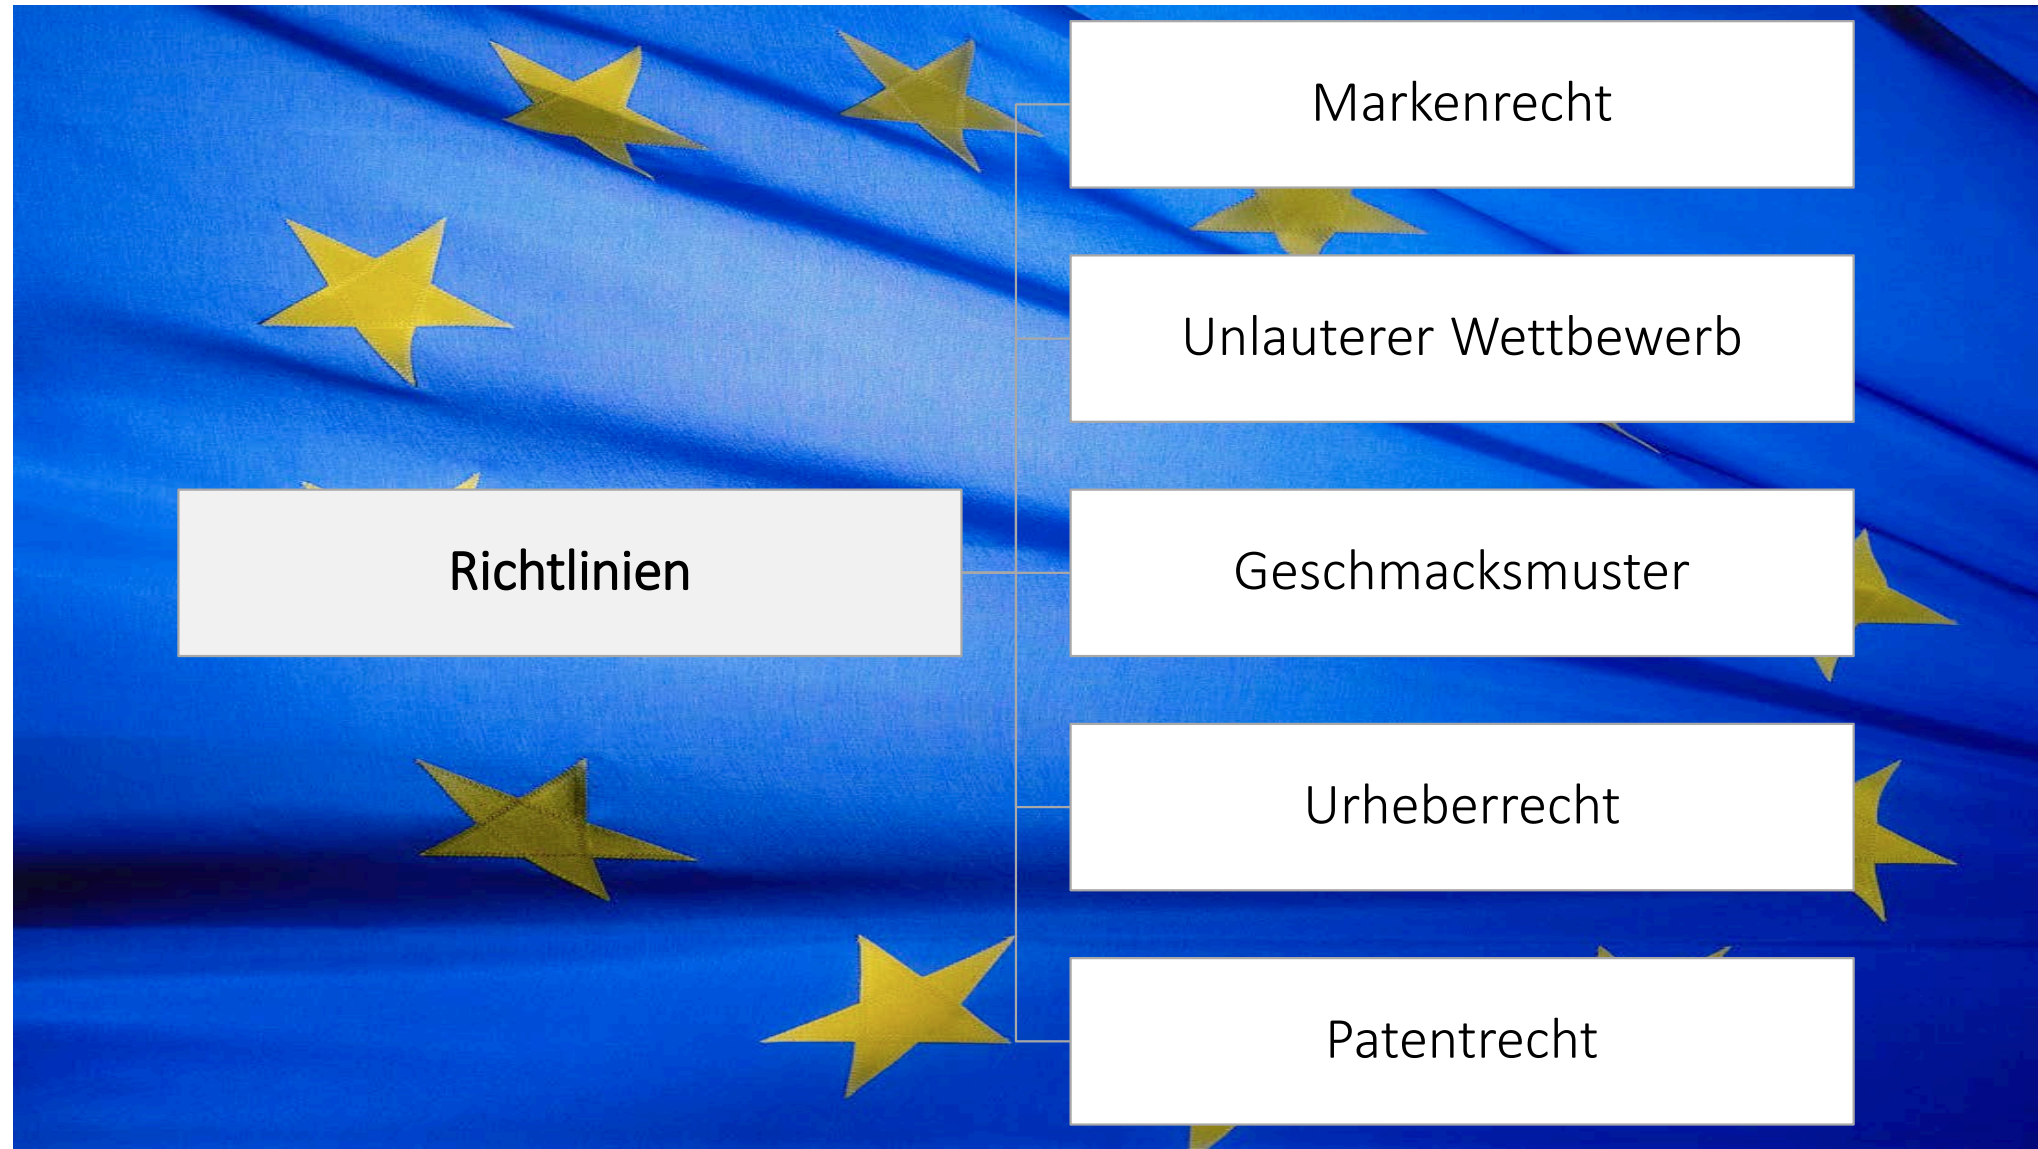 Markenrecht
Unlauterer Wettbewerb
Richtlinien
Geschmacksmuster
Urheberrecht
Patentrecht